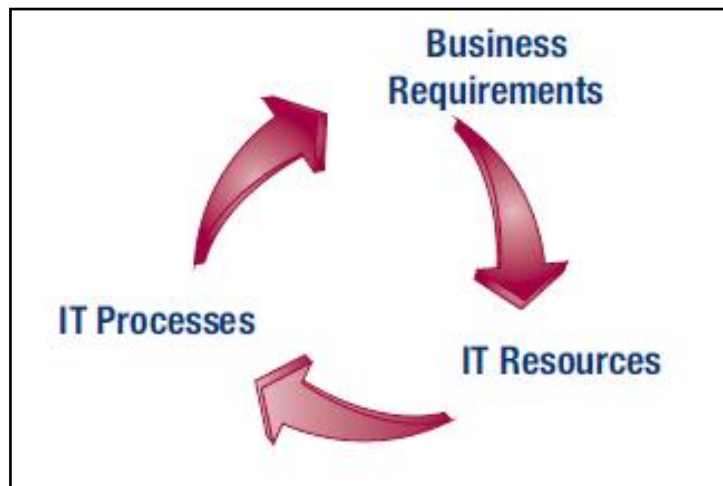 Business
Requirements
IT Processes
IT Resources